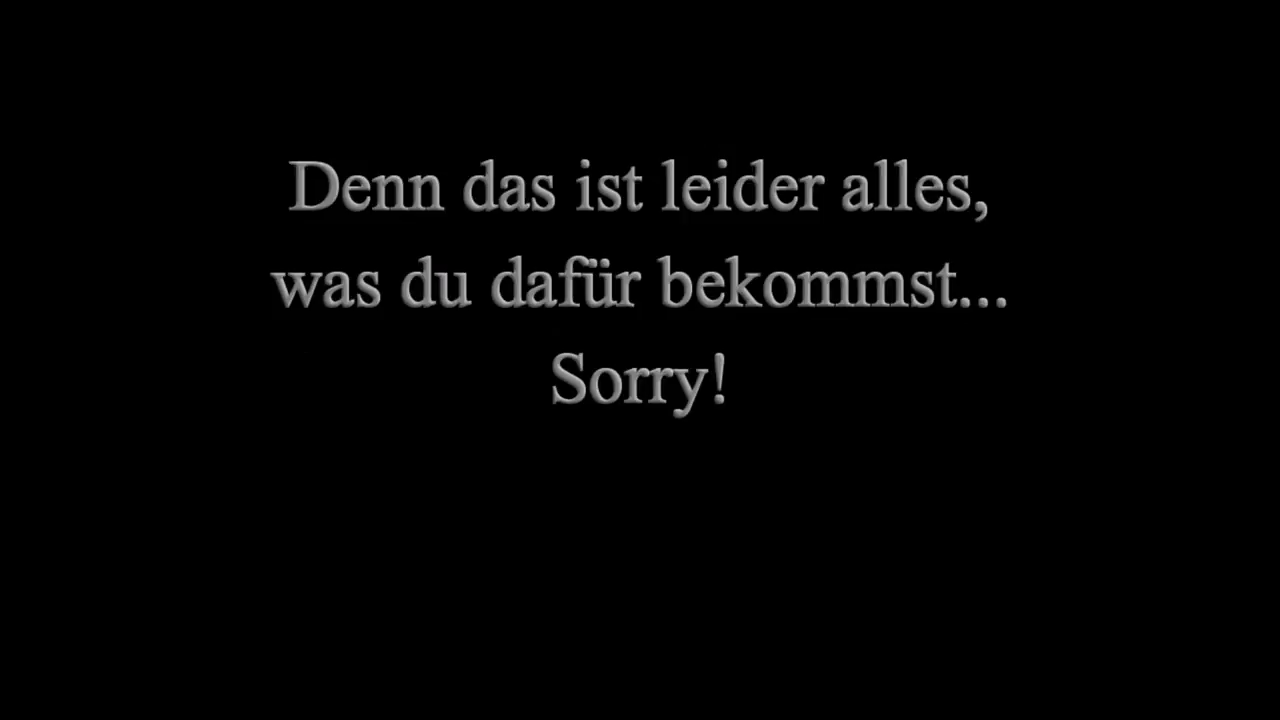 Denn das ist leider alles,
was du dafür bekommst...
Sorry!